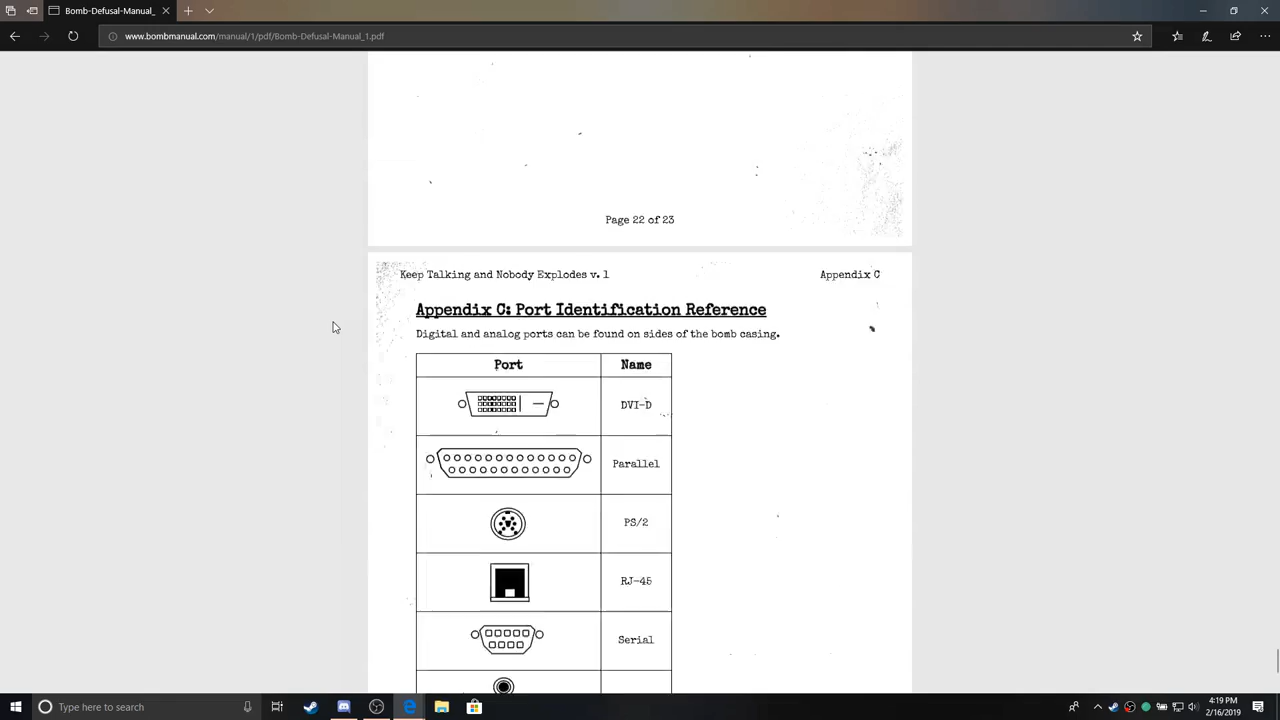 Bomb-Defusal-Manual_
www.bombmanual.com/manual/1/pdf/Bomb-Defusal-Manual_1.pdf
Page 22 of 23
Keep Talking and Nobody Explodes v. 1
Appendix C
Appendix C: Port Identification Reference
Digital and analog ports can be found on sides of the bomb casing.
Port Name
DVI-D
Parallel
PS/2
RJ-45
Serial
Type here to search
4:19 PM
2/16/2019